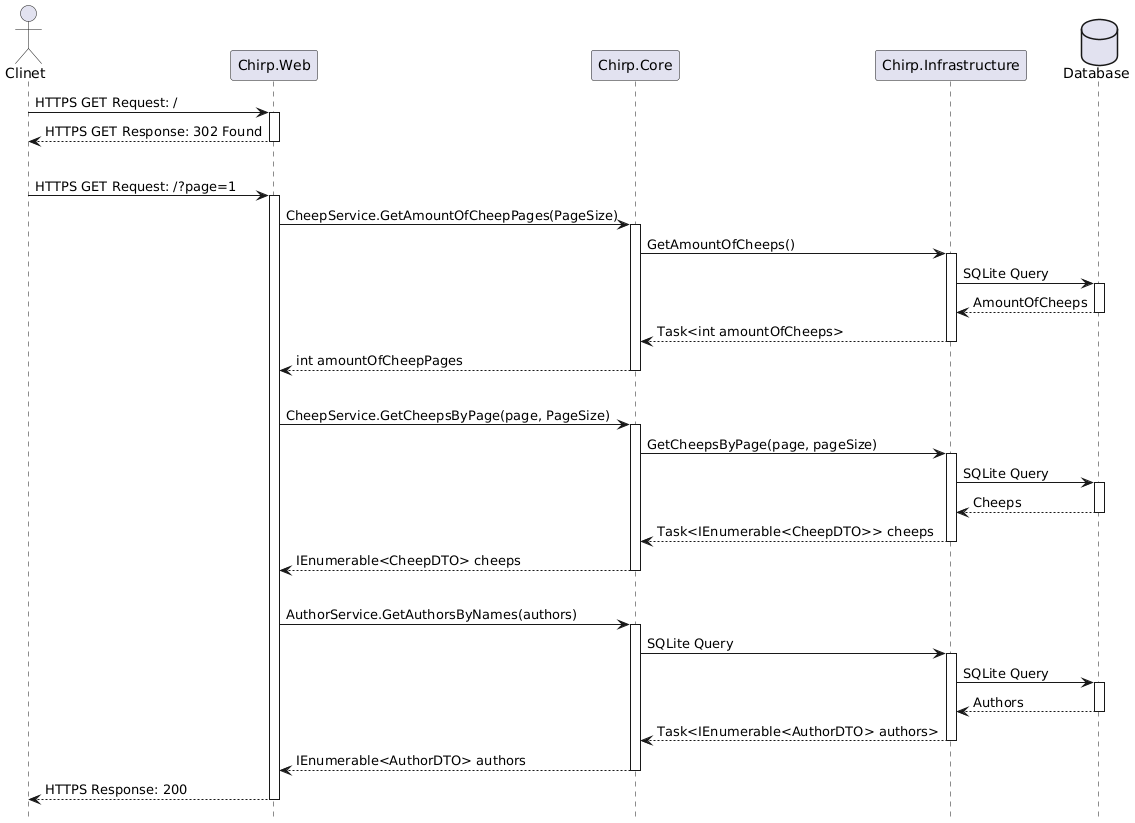 Clinet
Chirp.Web
Chirp.Core
Chirp.Infrastructure
Database
HTTPS GET Request: /
HTTPS GET Response: 302 Found
HTTPS GET Request: /?page=1
CheepService.GetAmountOfCheepPages(PageSize)
GetAmountOfCheeps()
SQLite Query
AmountOfCheeps
Task<int amountOfCheeps>
int amountOfCheepPages
CheepService.GetCheepsByPage(page, PageSize)
GetCheepsByPage(page, pageSize)
SQLite Query
Cheeps
Task<IEnumerable<CheepDTO>> cheeps
IEnumerable<CheepDTO> cheeps
AuthorService.GetAuthorsByNames(authors)
SQLite Query
SQLite Query
Authors
Task<IEnumerable<AuthorDTO> authors>
IEnumerable<AuthorDTO> authors
HTTPS Response: 200